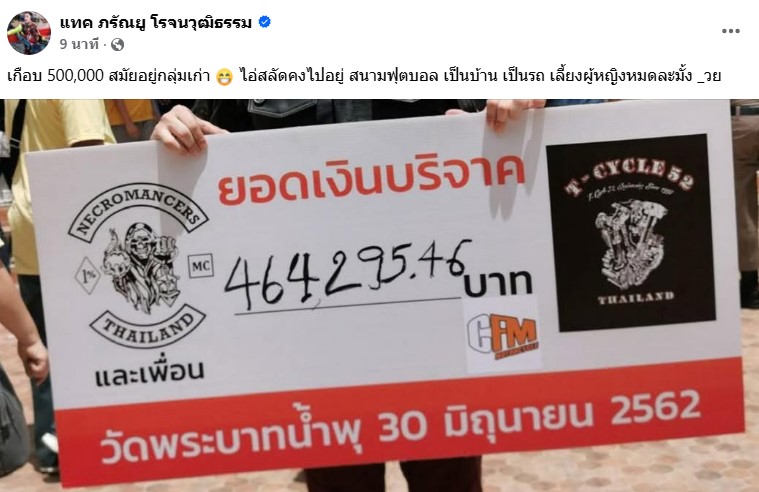 แทค ภรัณยู โรจนวุฒิธรรม
9 นาที ·
เกือบ 500,000 สมัยอยู่กลุ่มเก่า 😁 ไอ่สลัดคงไปอยู่ สนามฟุตบอล เป็นบ้าน เป็นรถ เลี้ยงผู้หญิงหมดละมั้ง _วย
ยอดเงินบริจาค
NECROMANCERS
1%
MC
THAILAND
และเพื่อน
464,295.46 บาท
CFM
MOTORCYCLE
T-CYCLE 52
THAILAND
วัดพระบาทน้ำพุ 30 มิถุนายน 2562